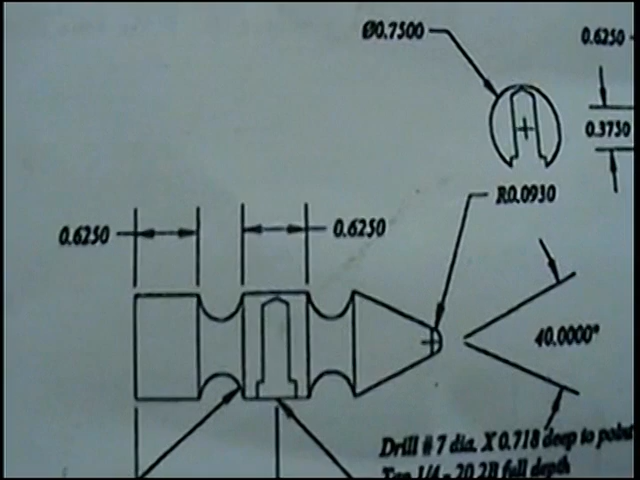 Ø0.7500
0.6250
0.3750
R0.0930
0.6250
0.6250
40.0000°
Drill # 7 dia. X 0.718 deep to point
Tap 1/4 - 20 2B full depth